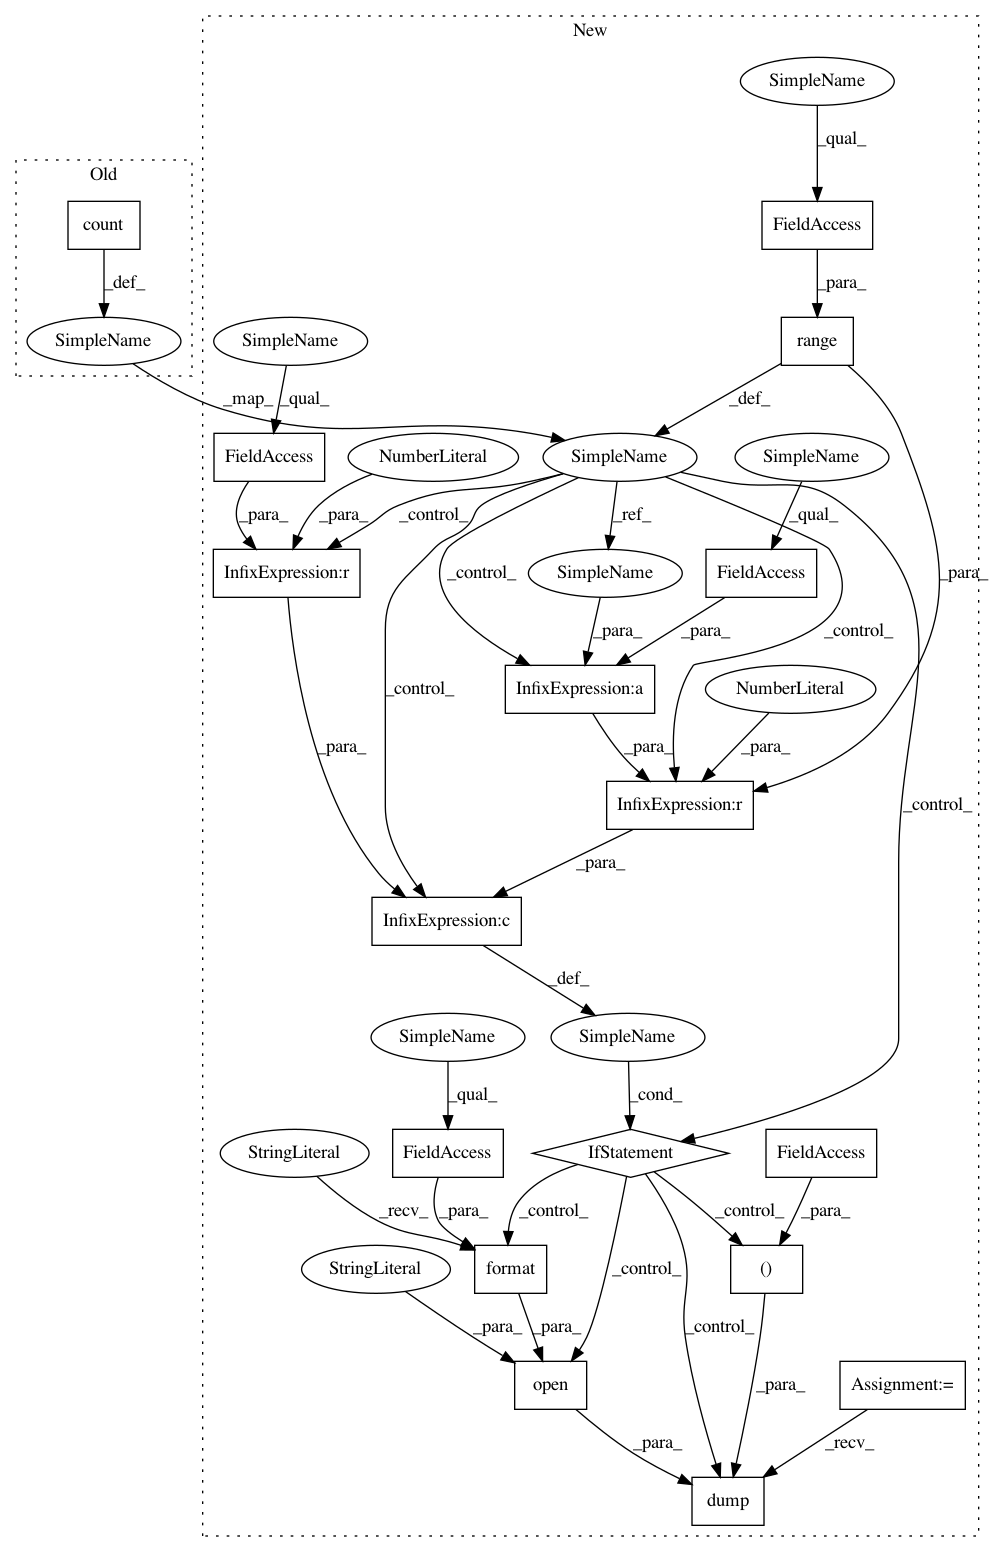 New
SimpleName
_qual_
Old
count
FieldAccess
_def_
_para_
SimpleName
SimpleName
range
_map_
_qual_
_def_
FieldAccess
NumberLiteral
SimpleName
SimpleName
_para_
_para_
_control_
_ref_
_qual_
_para_
InfixExpression:r
_control_
SimpleName
FieldAccess
_para_
_para_
_control_
_control_
InfixExpression:a
NumberLiteral
_para_
_para_
_para_
InfixExpression:r
_control_
_para_
InfixExpression:c
_def_
SimpleName
SimpleName
_qual_
_cond_
StringLiteral
FieldAccess
IfStatement
FieldAccess
_recv_
_para_
_control_
_control_
_para_
StringLiteral
format
_control_
()
_para_
_para_
_control_
open
_para_
Assignment:=
_para_
_recv_
dump